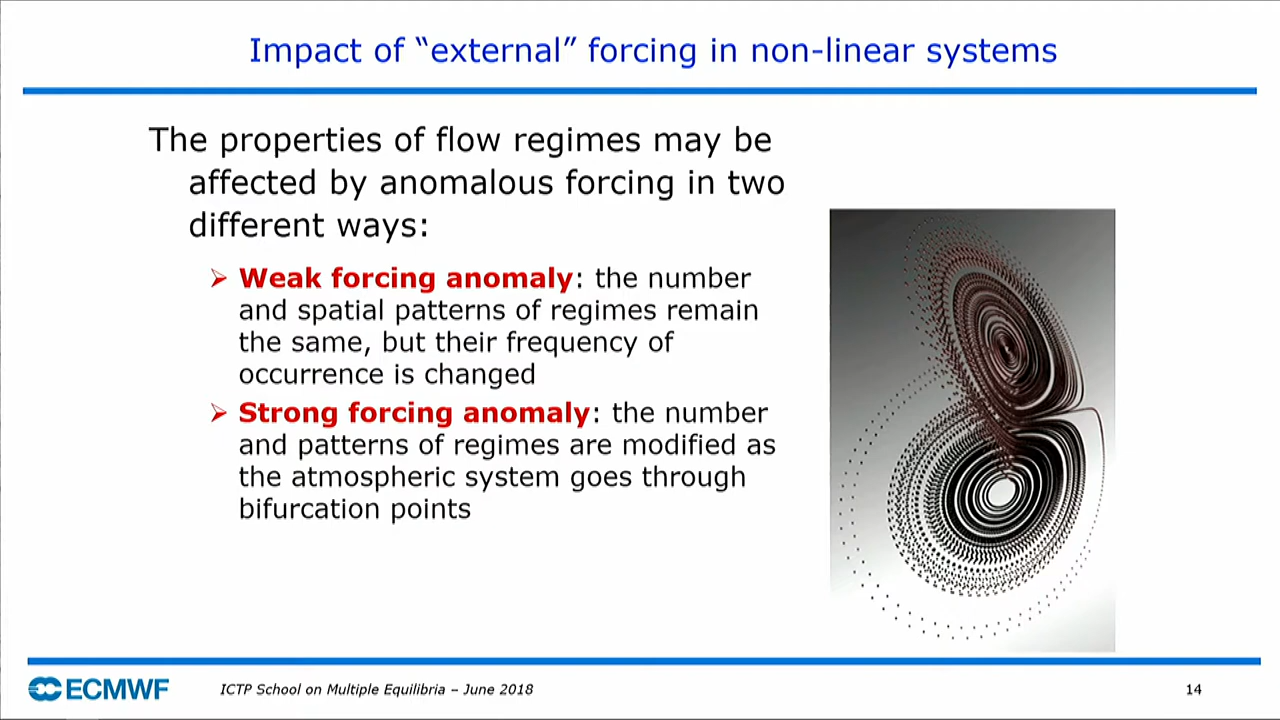 Impact of “external” forcing in non-linear systems
The properties of flow regimes may be
affected by anomalous forcing in two
different ways:
➢ Weak forcing anomaly: the number
and spatial patterns of regimes remain
the same, but their frequency of
occurrence is changed
➢ Strong forcing anomaly: the number
and patterns of regimes are modified as
the atmospheric system goes through
bifurcation points
ECMWF
ICTP School on Multiple Equilibria – June 2018
14